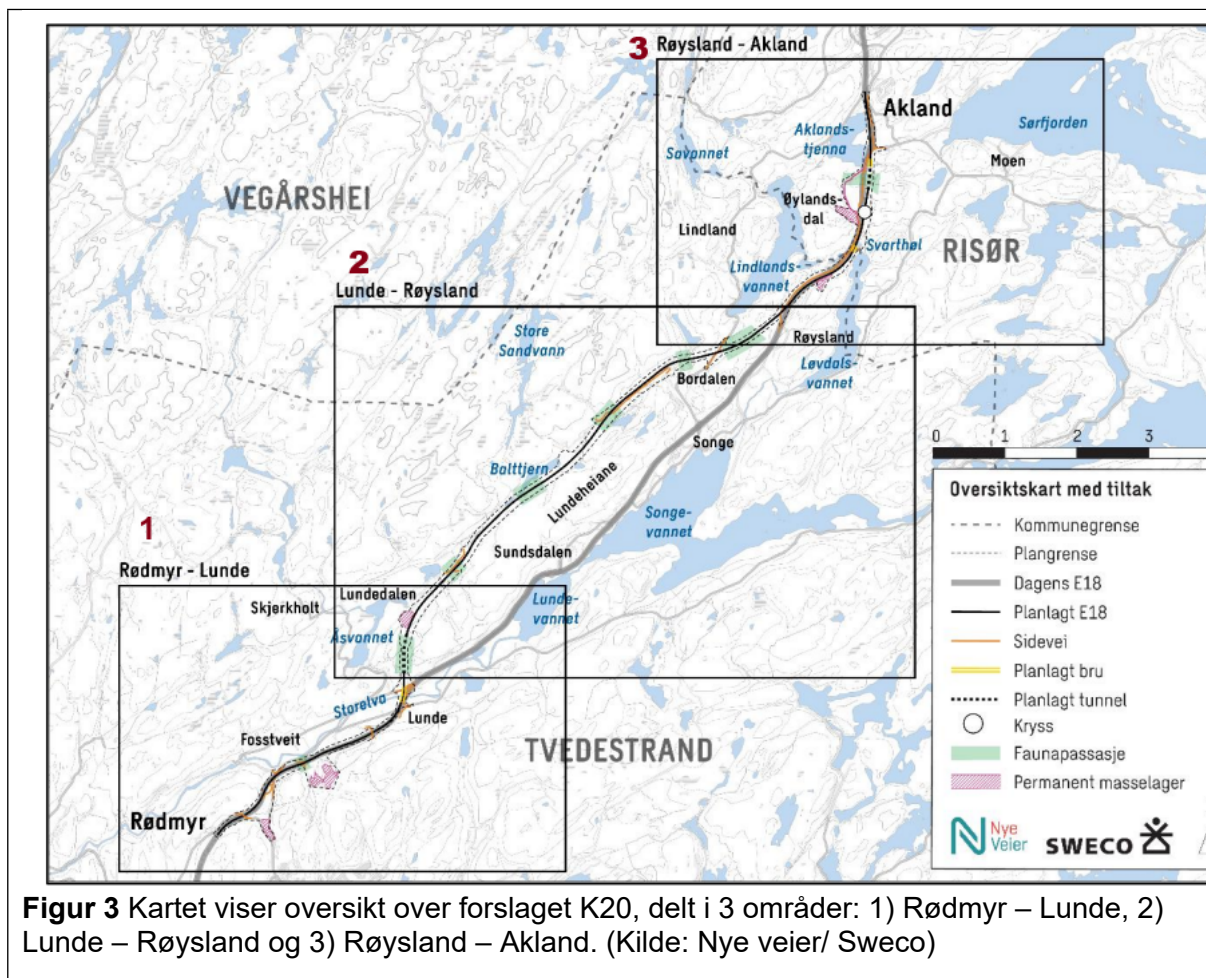 3 Røysland - Akland
Akland
Sørfjorden
Aklands-
tjenna
Moen
Savannet
VEGÅRSHEI
Øylands-
dal
Lindland
Svarthøl
RISØR
2
Lunde - Røysland
Lindlands-
vannet
Store
Sandvann
Røysland
Løvdals-
vannet
Bordalen
Songe
0 1 2 3
Balttjern
Lundeheiane
Songe-
vannet
Sundsdalen
1
Rødmyr - Lunde
Skjerkholt
Lundedalen
Lunde-
vannet
Åsvannet
Storelva
Lunde
Fosstveit
TVEDESTRAND
Rødmyr
Oversiktskart med tiltak
Kommunegrense
Plangrense
Dagens E18
Planlagt E18
Sidevei
Planlagt bru
Planlagt tunnel
Kryss
Faunapassasje
Permanent masselager
Nye
Veier
SWECO
Figur 3 Kartet viser oversikt over forslaget K20, delt i 3 områder: 1) Rødmyr – Lunde, 2)
Lunde – Røysland og 3) Røysland – Akland. (Kilde: Nye veier/ Sweco)